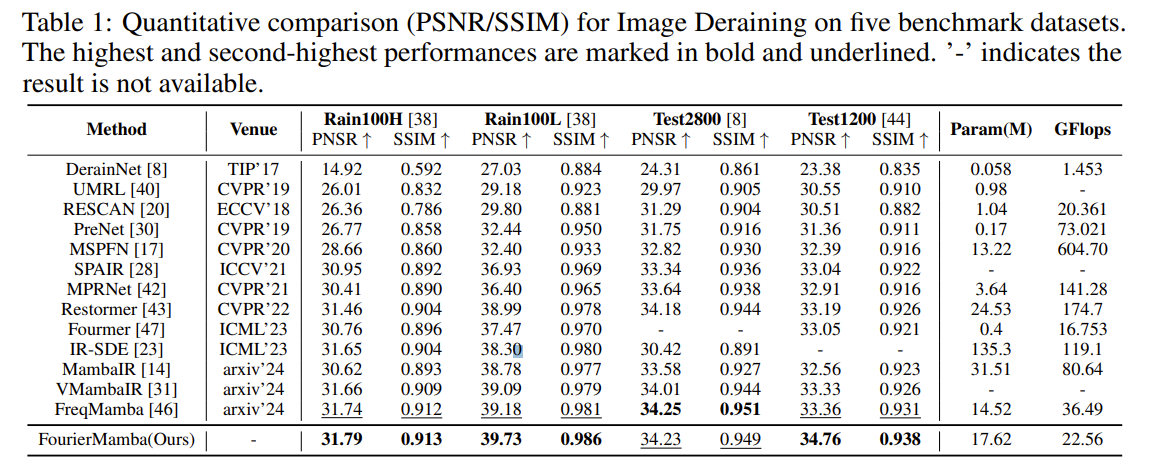 Table 1: Quantitative comparison (PSNR/SSIM) for Image Deraining on five benchmark datasets.
The highest and second-highest performances are marked in bold and underlined. ’-’ indicates the
result is not available.
Method Venue Rain100H [38] Rain100L [38] Test2800 [8] Test1200 [44] Param(M) GFlops
PNSR ↑ SSIM ↑ PNSR ↑ SSIM ↑ PNSR ↑ SSIM ↑ PNSR ↑ SSIM ↑
DerainNet [8] TIP’17 14.92 0.592 27.03 0.884 24.31 0.861 23.38 0.835 0.058 1.453
UMRL [40] CVPR’19 26.01 0.832 29.18 0.923 29.97 0.905 30.55 0.910 0.98 -
RESCAN [20] ECCV’18 26.36 0.786 29.80 0.881 31.29 0.904 30.51 0.882 1.04 20.361
PreNet [30] CVPR’19 26.77 0.858 32.44 0.950 31.75 0.916 31.36 0.911 0.17 73.021
MSPFN [17] CVPR’20 28.66 0.860 32.40 0.933 32.82 0.930 32.39 0.916 13.22 604.70
SPAIR [28] ICCV’21 30.95 0.892 36.93 0.969 33.34 0.936 33.04 0.922 - -
MPRNet [42] CVPR’21 30.41 0.890 36.40 0.965 33.64 0.938 32.91 0.916 3.64 141.28
Restormer [43] CVPR’22 31.46 0.904 38.99 0.978 34.18 0.944 33.19 0.926 24.53 174.7
Fourmer [47] ICML’23 30.76 0.896 37.47 0.970 - - 33.05 0.921 0.4 16.753
IR-SDE [23] ICML’23 31.65 0.904 38.30 0.980 30.42 0.891 - - 135.3 119.1
MambaIR [14] arxiv’24 30.62 0.893 38.78 0.977 33.58 0.927 32.56 0.923 31.51 80.64
VMambaIR [31] arxiv’24 31.66 0.909 39.09 0.979 34.01 0.944 33.33 0.926 - -
FreqMamba [46] arxiv’24 31.74 0.912 39.18 0.981 34.25 0.951 33.36 0.931 14.52 36.49
FourierMamba(Ours) - 31.79 0.913 39.73 0.986 34.23 0.949 34.76 0.938 17.62 22.56